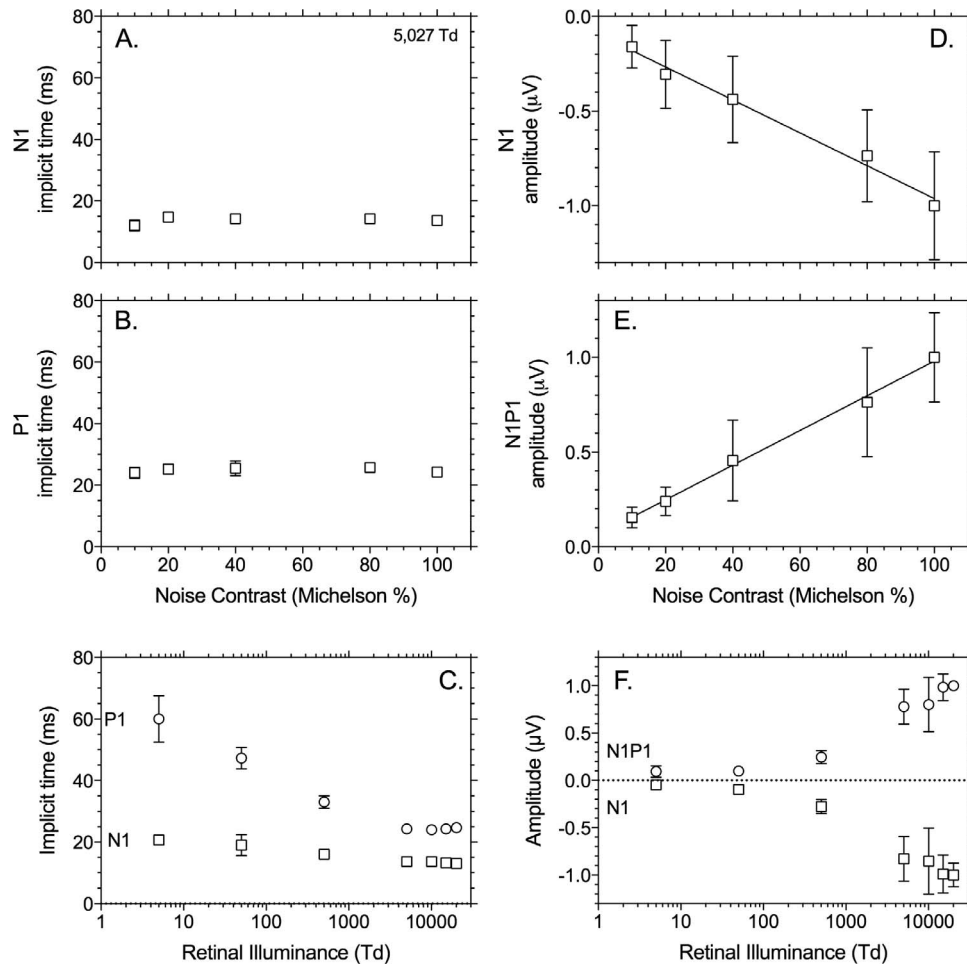 A.
5,027 Td
N1
implicit time (ms)
80
60
40
20
0
D.
N1
amplitude (µV)
0.0
-0.5
-1.0
B.
P1
implicit time (ms)
80
60
40
20
0
0 20 40 60 80 100
Noise Contrast (Michelson %)
E.
N1P1
amplitude (µV)
1.0
0.5
0.0
0 20 40 60 80 100
Noise Contrast (Michelson %)
C.
Implicit time (ms)
80
60
40
20
0
P1
N1
1 10 100 1000 10000
Retinal Illuminance (Td)
F.
Amplitude (µV)
1.0
0.5
0.0
-0.5
-1.0
N1P1
N1
1 10 100 1000 10000
Retinal Illuminance (Td)